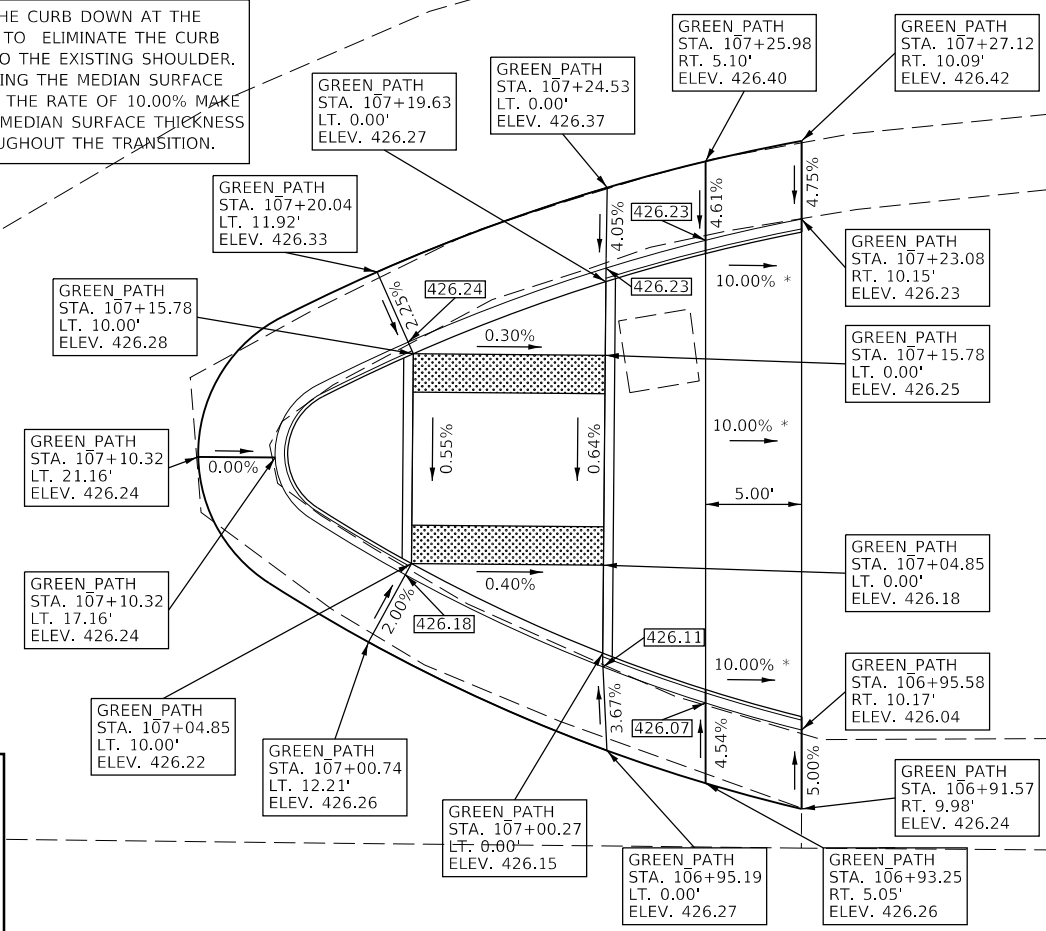 HE CURB DOWN AT THE
TO ELIMINATE THE CURB
O THE EXISTING SHOULDER.
ING THE MEDIAN SURFACE
THE RATE OF 10.00% MAKE
MEDIAN SURFACE THICKNESS
UGHOUT THE TRANSITION.
GREEN_PATH
STA. 107+25.98
RT. 5.10'
ELEV. 426.40
GREEN_PATH
STA. 107+27.12
RT. 10.09'
ELEV. 426.42
GREEN_PATH
STA. 107+24.53
LT. 0.00'
ELEV. 426.37
GREEN_PATH
STA. 107+19.63
LT. 0.00'
ELEV. 426.27
GREEN_PATH
STA. 107+20.04
LT. 11.92'
ELEV. 426.33
4.05%
4.61%
4.75%
426.23
GREEN_PATH
STA. 107+23.08
RT. 10.15'
ELEV. 426.23
GREEN_PATH
STA. 107+15.78
LT. 10.00'
ELEV. 426.28
2.25%
426.24
426.23
10.00% *
0.30%
GREEN_PATH
STA. 107+15.78
LT. 0.00'
ELEV. 426.25
GREEN_PATH
STA. 107+10.32
LT. 21.16'
ELEV. 426.24
0.00%
0.55%
0.64%
10.00% *
5.00'
GREEN_PATH
STA. 107+04.85
LT. 0.00'
ELEV. 426.18
GREEN_PATH
STA. 107+10.32
LT. 17.16'
ELEV. 426.24
0.40%
2.00%
426.18
426.11
10.00% *
GREEN_PATH
STA. 106+95.58
RT. 10.17'
ELEV. 426.04
GREEN_PATH
STA. 107+04.85
LT. 10.00'
ELEV. 426.22
3.67%
426.07
4.54%
5.00%
GREEN_PATH
STA. 107+00.74
LT. 12.21'
ELEV. 426.26
GREEN_PATH
STA. 106+91.57
RT. 9.98'
ELEV. 426.24
GREEN_PATH
STA. 107+00.27
LT. 0.00'
ELEV. 426.15
GREEN_PATH
STA. 106+95.19
LT. 0.00'
ELEV. 426.27
GREEN_PATH
STA. 106+93.25
RT. 5.05'
ELEV. 426.26